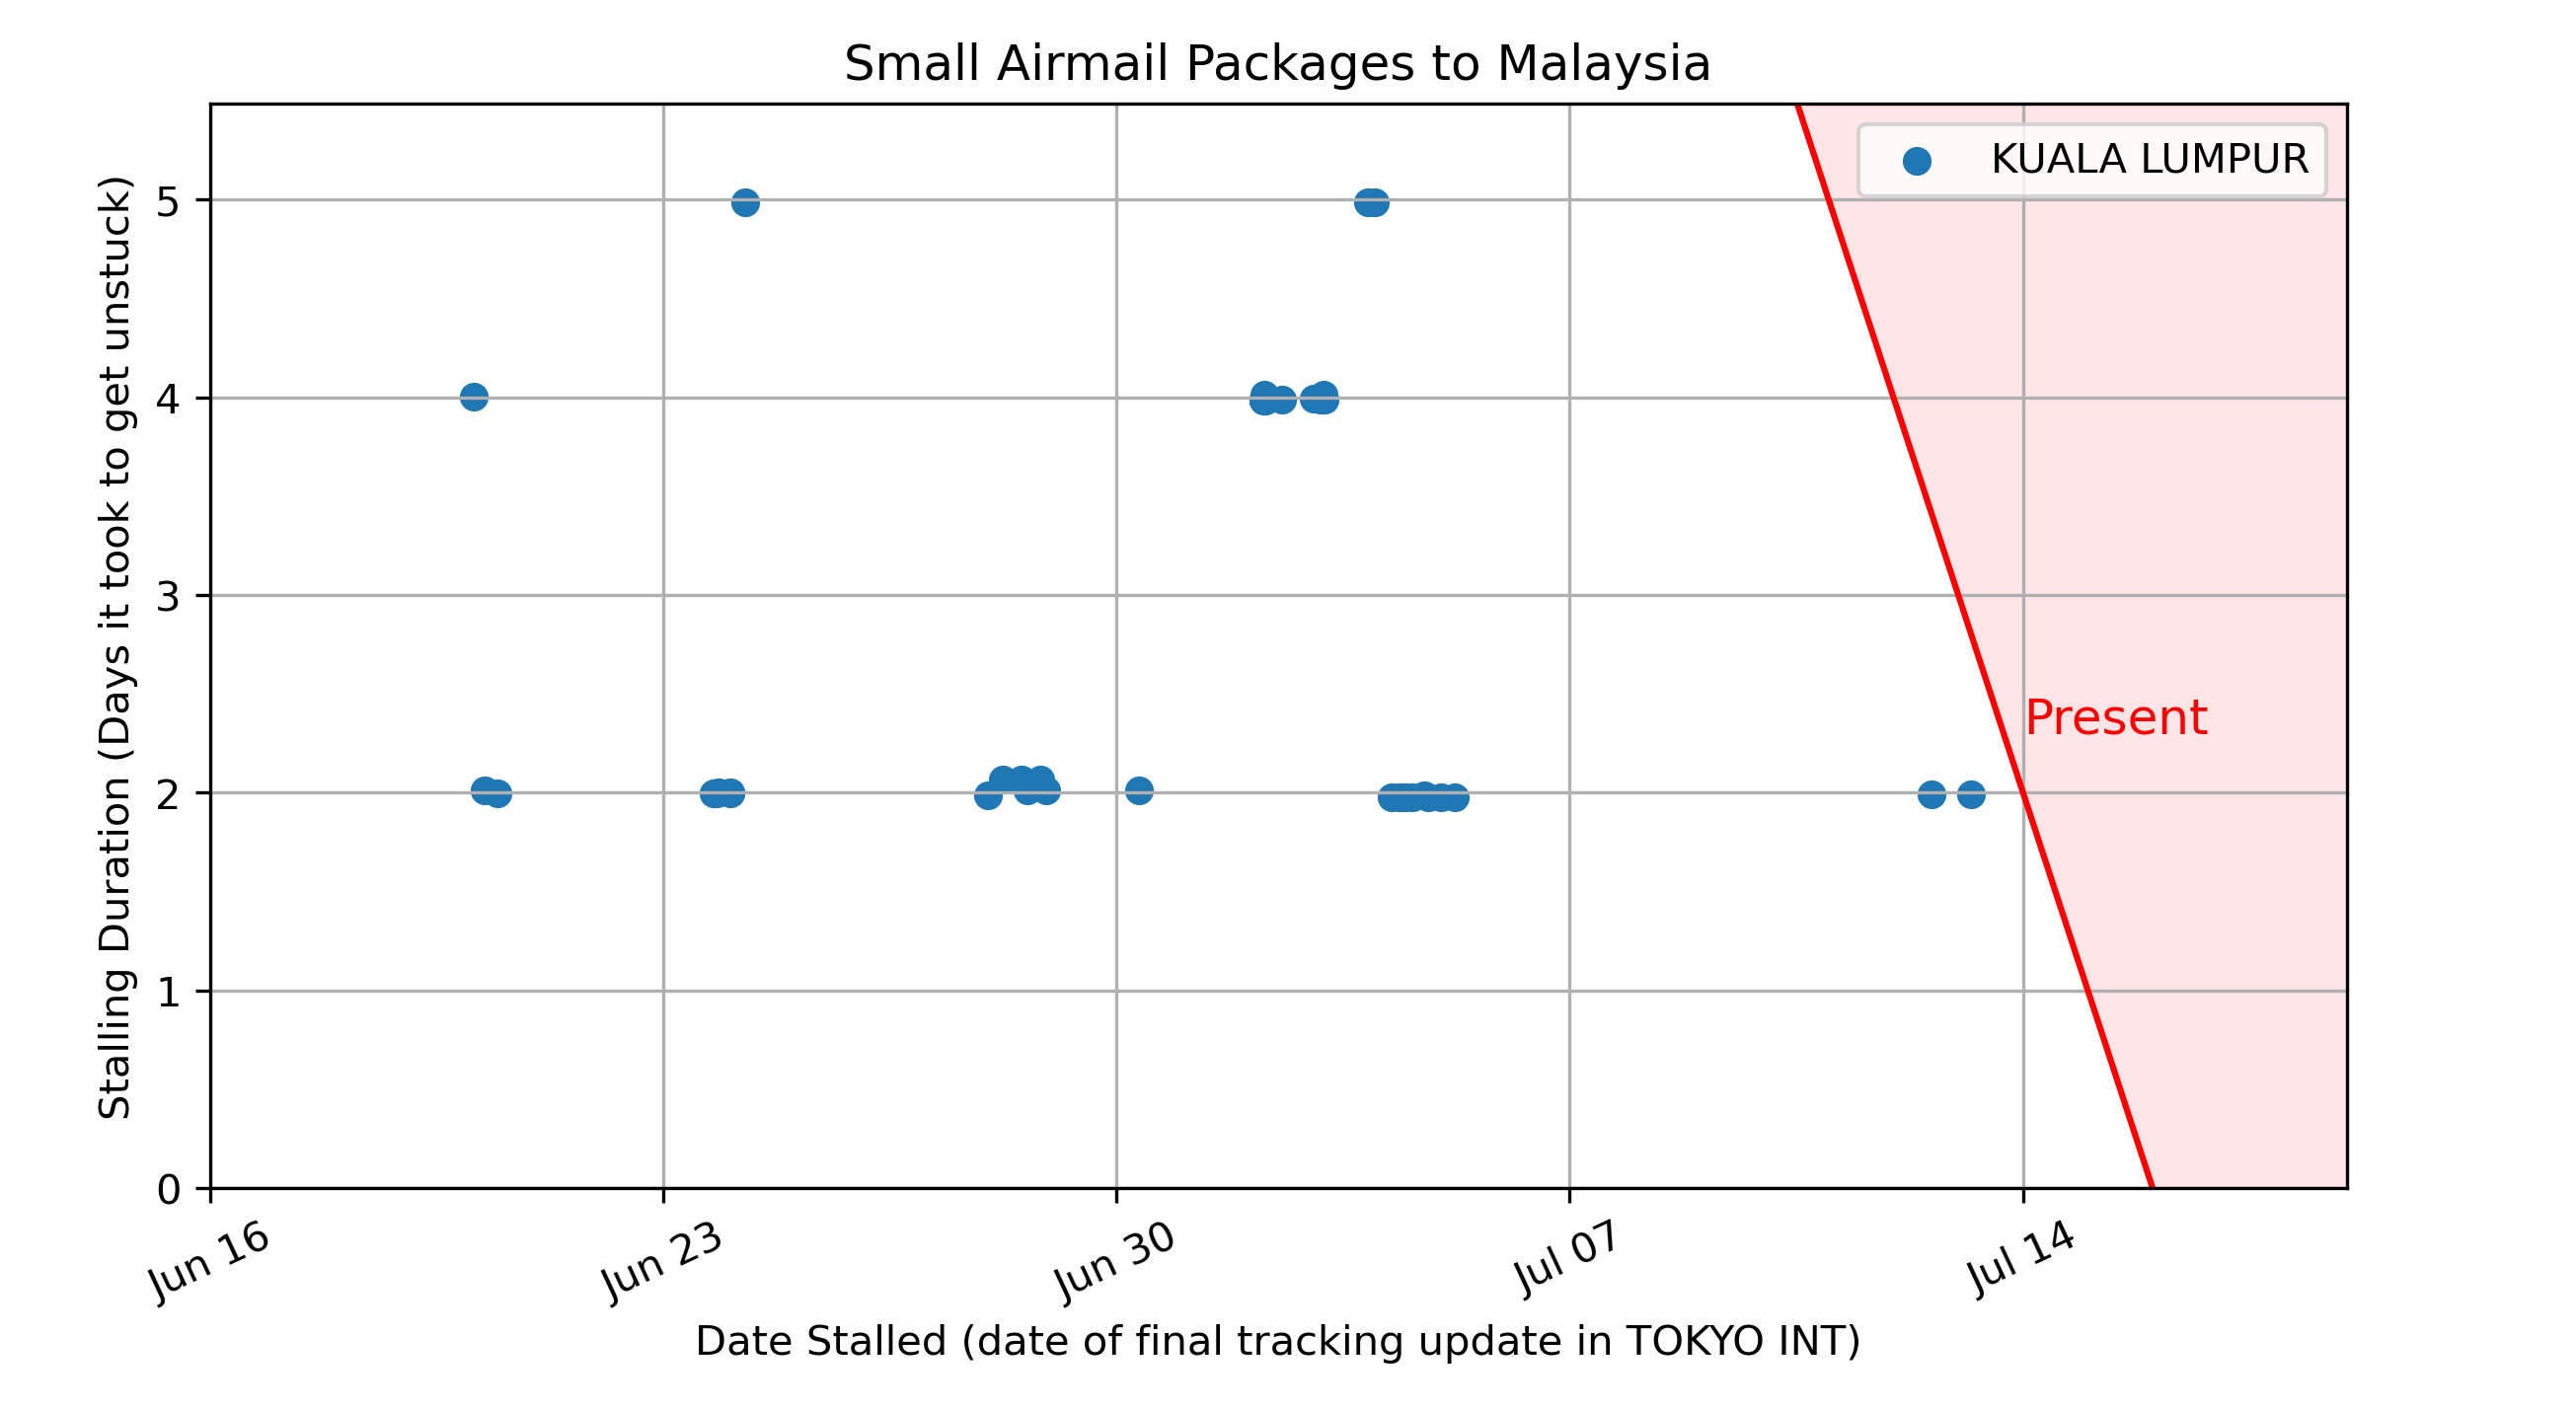 Small Airmail Packages to Malaysia
KUALA LUMPUR
Stalling Duration (Days it took to get unstuck)
5
4
3
2
1
0
Present
Jun 16
Jun 23
Jun 30
Jul 07
Jul 14
Date Stalled (date of final tracking update in TOKYO INT)